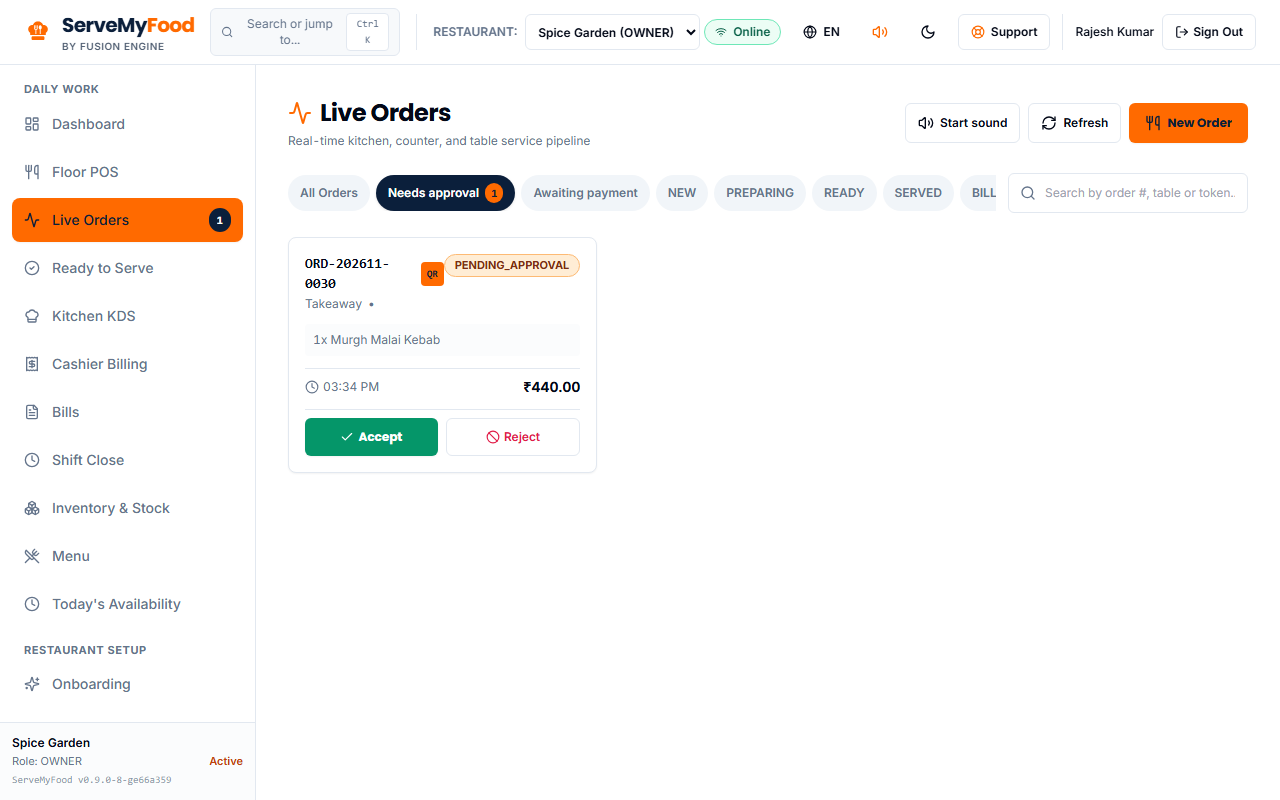 ServeMyFood
BY FUSION ENGINE
Search or jump to...
Ctrl K
RESTAURANT:
Spice Garden (OWNER)
Online
EN
Support
Rajesh Kumar
Sign Out
DAILY WORK
Dashboard
Floor POS
Live Orders 1
Ready to Serve
Kitchen KDS
Cashier Billing
Bills
Shift Close
Inventory & Stock
Menu
Today's Availability
RESTAURANT SETUP
Onboarding
Spice Garden
Role: OWNER Active
ServeMyFood v0.9.0-8-ge66a359
Live Orders
Real-time kitchen, counter, and table service pipeline
Start sound
Refresh
New Order
All Orders
Needs approval 1
Awaiting payment
NEW
PREPARING
READY
SERVED
BILL
Search by order #, table or token..
ORD-202611-
0030
QR
PENDING_APPROVAL
Takeaway •
1x Murgh Malai Kebab
03:34 PM ₹440.00
Accept
Reject